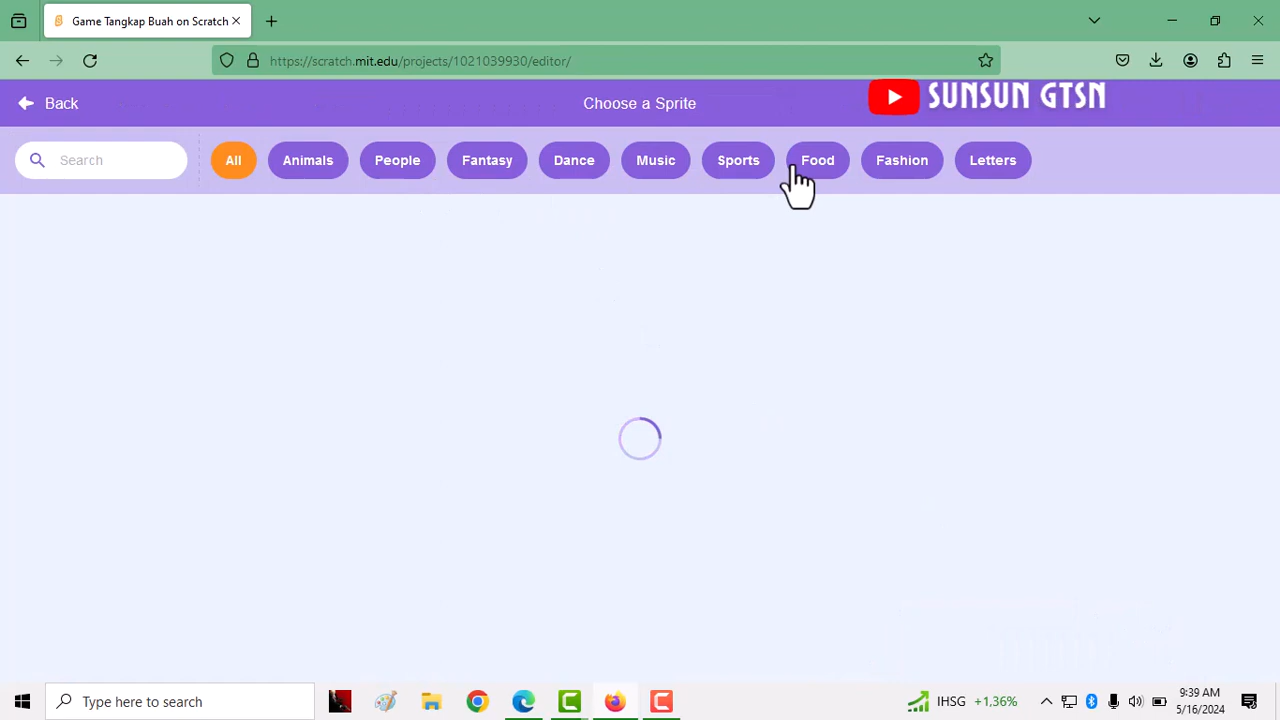 Game Tangkap Buah on Scratch
https://scratch.mit.edu/projects/1021039930/editor/
Back
Choose a Sprite
SUNSUN GTSN
Search
All
Animals
People
Fantasy
Dance
Music
Sports
Food
Fashion
Letters
Type here to search
IHSG +1,36%
9:39 AM
5/16/2024